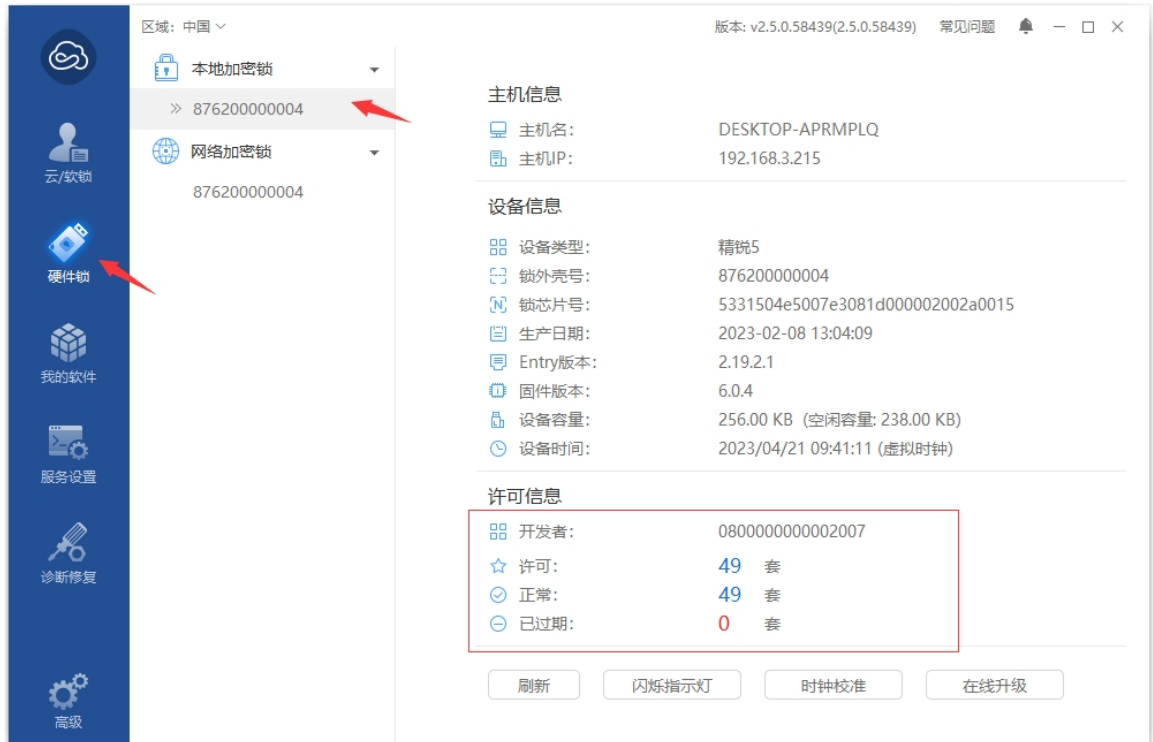 区域: 中国
版本: v2.5.0.58439(2.5.0.58439) 常见问题
云/软锁
硬件锁
我的软件
服务设置
诊断修复
高级
本地加密锁
876200000004
网络加密锁
876200000004
主机信息
主机名: DESKTOP-APRMPLQ
主机IP: 192.168.3.215
设备信息
设备类型: 精锐5
锁外壳号: 876200000004
锁芯片号: 5331504e5007e3081d000002002a0015
生产日期: 2023-02-08 13:04:09
Entry版本: 2.19.2.1
固件版本: 6.0.4
设备容量: 256.00 KB (空闲容量: 238.00 KB)
设备时间: 2023/04/21 09:41:11 (虚拟时钟)
许可信息
开发者: 0800000000002007
许可: 49 套
正常: 49 套
已过期: 0 套
刷新 闪烁指示灯 时钟校准 在线升级